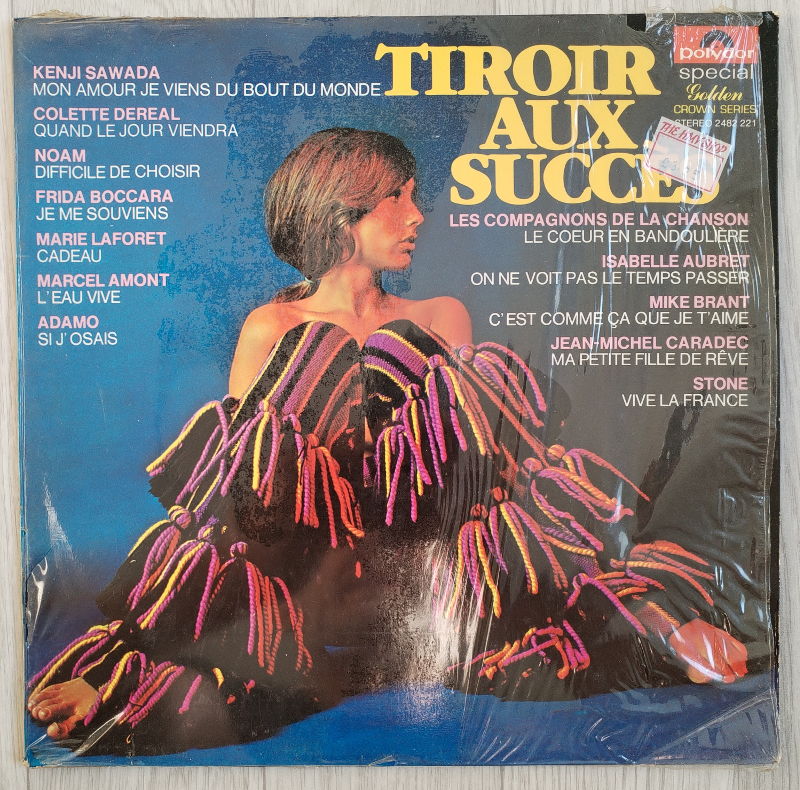 TIROIR
AUX
SUCCES
polydor
special
Golden
CROWN SERIES
STEREO 2482 221
KENJI SAWADA
MON AMOUR JE VIENS DU BOUT DU MONDE
COLETTE DEREAL
QUAND LE JOUR VIENDRA
NOAM
DIFFICILE DE CHOISIR
FRIDA BOCCARA
JE ME SOUVIENS
MARIE LAFORET
CADEAU
MARCEL AMONT
L'EAU VIVE
ADAMO
SI J'OSAIS
LES COMPAGNONS DE LA CHANSON
LE COEUR EN BANDOULIÈRE
ISABELLE AUBRET
ON NE VOIT PAS LE TEMPS PASSER
MIKE BRANT
C'EST COMME ÇA QUE JE T'AIME
JEAN-MICHEL CARADEC
MA PETITE FILLE DE RÊVE
STONE
VIVE LA FRANCE